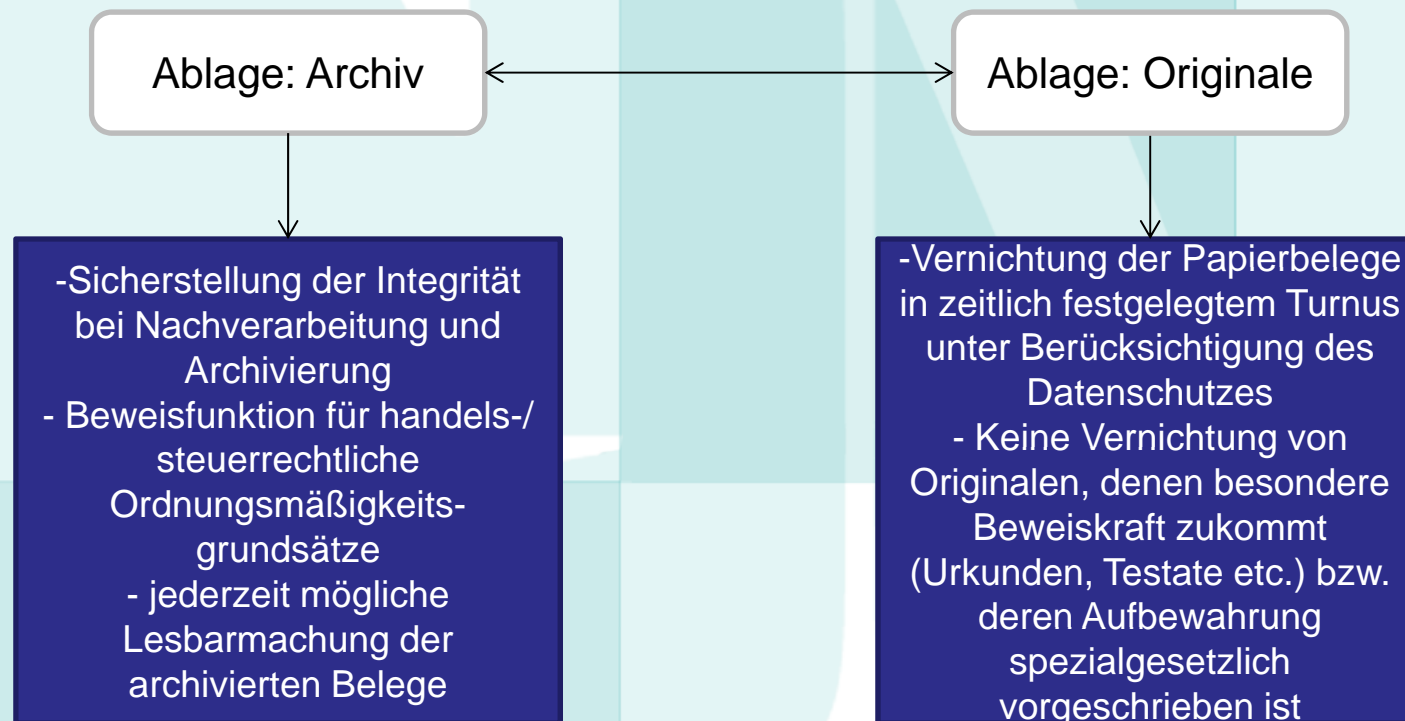 Ablage: Archiv
Ablage: Originale
-Sicherstellung der Integrität
bei Nachverarbeitung und
Archivierung
- Beweisfunktion für handels-/
steuerrechtliche
Ordnungsmäßigkeits-
grundsätze
- jederzeit mögliche
Lesbarmachung der
archivierten Belege
-Vernichtung der Papierbelege
in zeitlich festgelegtem Turnus
unter Berücksichtigung des
Datenschutzes
- Keine Vernichtung von
Originalen, denen besondere
Beweiskraft zukommt
(Urkunden, Testate etc.) bzw.
deren Aufbewahrung
spezialgesetzlich
vorgeschrieben ist